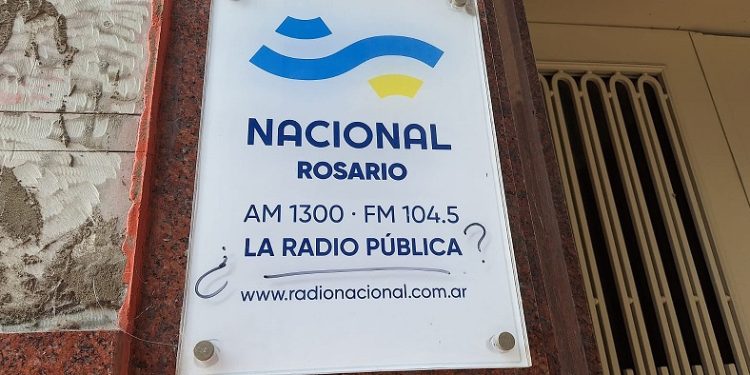 NACIONAL
ROSARIO
AM 1300 · FM 104.5
¿LA RADIO PÚBLICA?
www.radionacional.com.ar